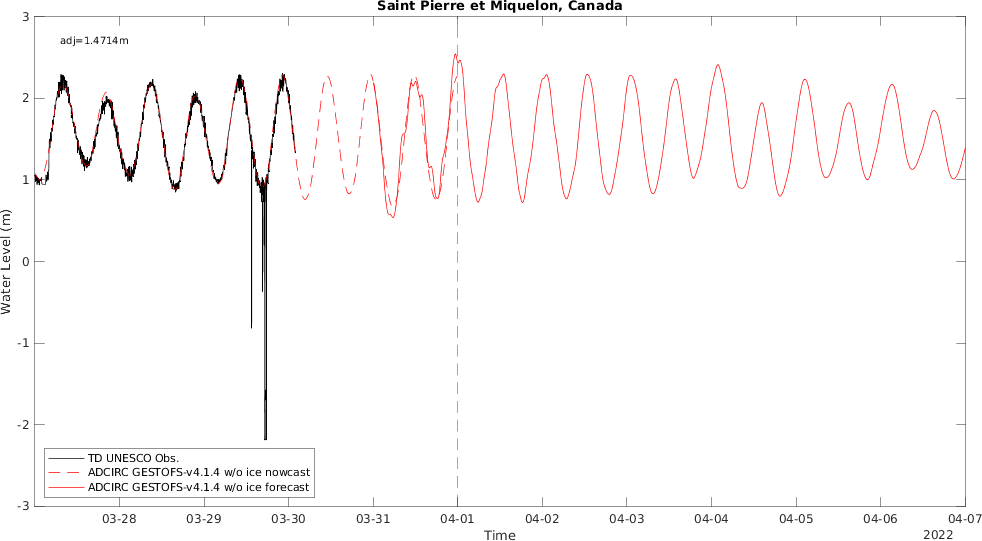 Saint Pierre et Miquelon, Canada
adj=1.4714m
3
2
1
0
-1
-2
-3
Water Level (m)
TD UNESCO Obs.
ADCIRC GESTOFS-v4.1.4 w/o ice nowcast
ADCIRC GESTOFS-v4.1.4 w/o ice forecast
03-28 03-29 03-30 03-31 04-01 04-02 04-03 04-04 04-05 04-06 04-07
Time
2022